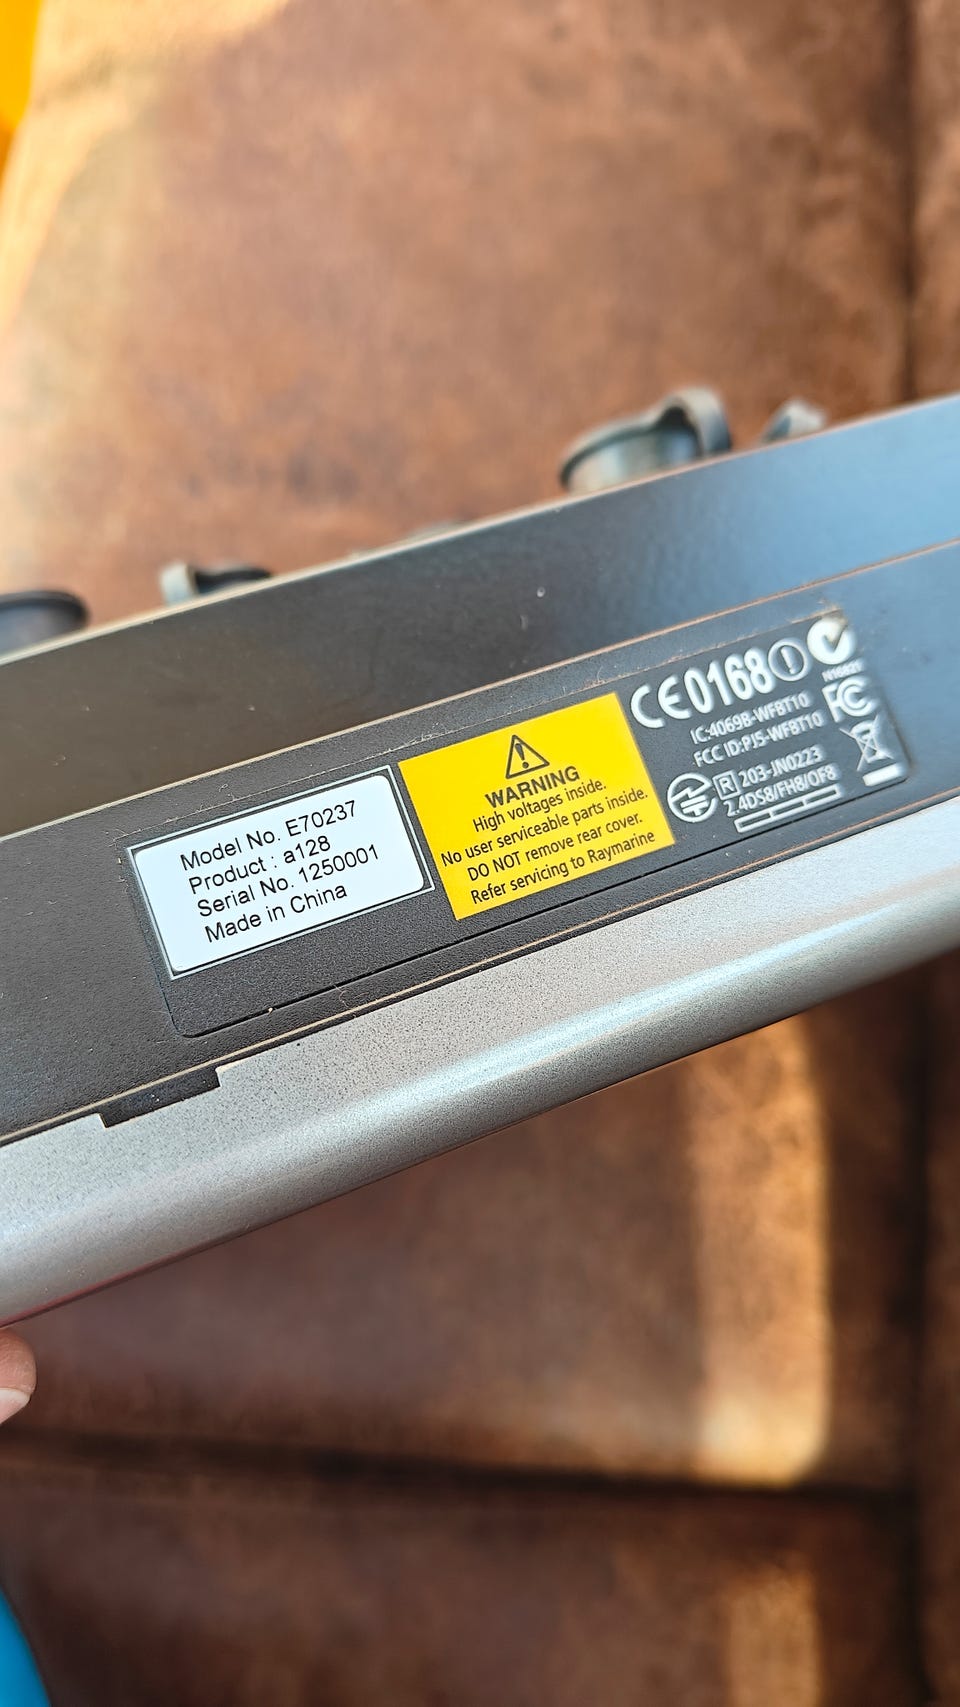 Model No. E70237
Product : a128
Serial No. 1250001
Made in China
WARNING
High voltages inside.
No user serviceable parts inside.
DO NOT remove rear cover.
Refer servicing to Raymarine
CE0168
IC:4069B-WFBT10
FCC ID:PJ5-WFBT10
R 203-JN0223
2.4DS8/FH8/OF8
FC